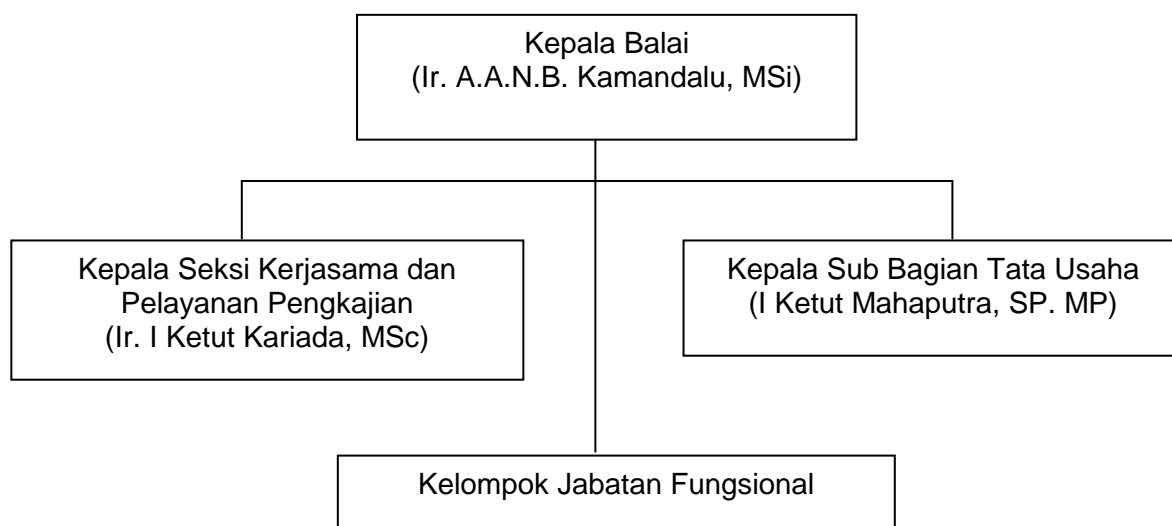 Kepala Balai
(Ir. A.A.N.B. Kamandalu, MSi)
Kepala Seksi Kerjasama dan
Pelayanan Pengkajian
(Ir. I Ketut Kariada, MSc)
Kepala Sub Bagian Tata Usaha
(I Ketut Mahaputra, SP. MP)
Kelompok Jabatan Fungsional